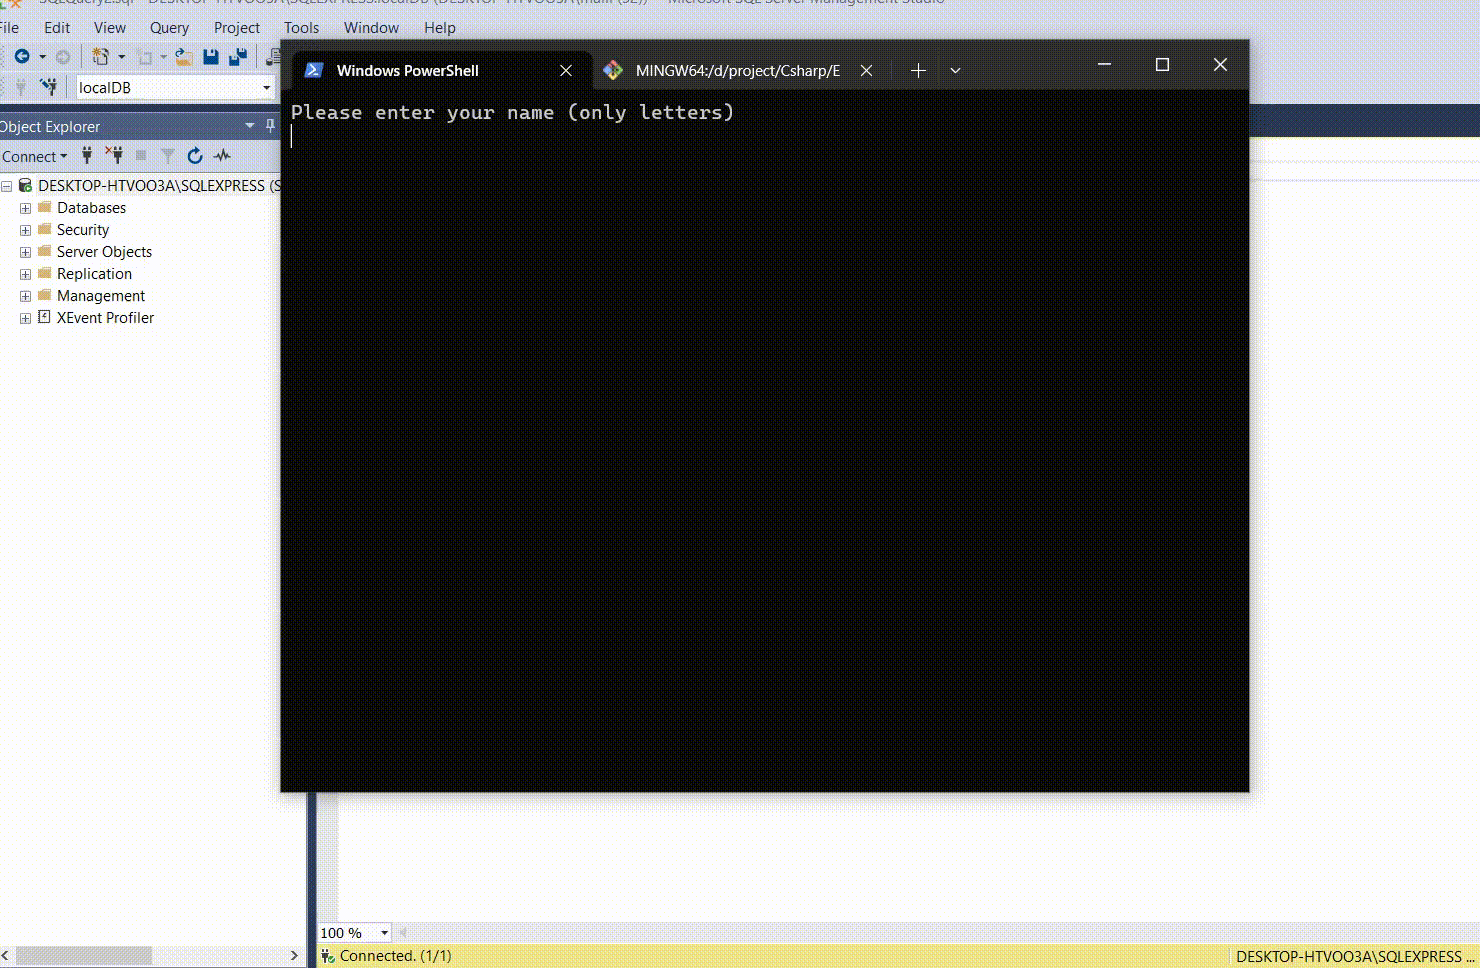 File Edit View Query Project Tools Window Help
localDB
Windows PowerShell
MINGW64:/d/project/Csharp/E
Please enter your name (only letters)
Object Explorer
Connect
DESKTOP-HTVOO3A\SQLEXPRESS (S
Databases
Security
Server Objects
Replication
Management
XEvent Profiler
100 %
Connected. (1/1)
DESKTOP-HTVOO3A\SQLEXPRESS ...